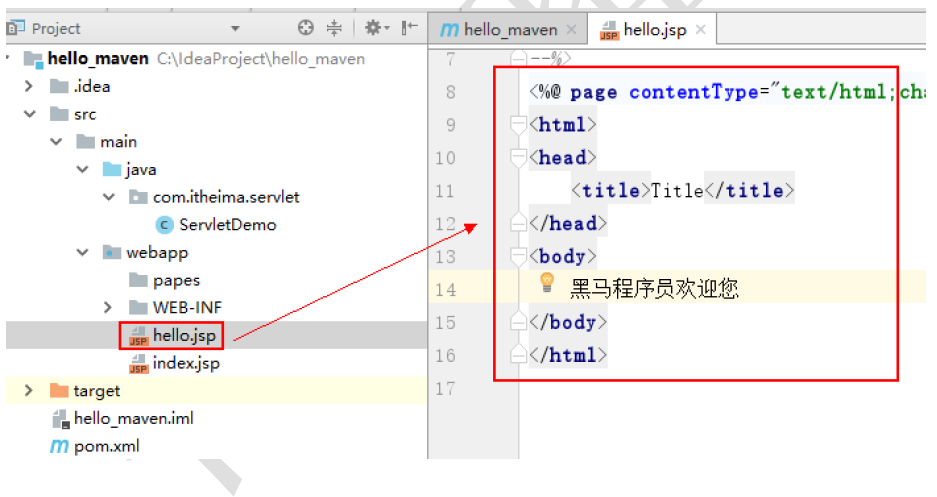 Project
hello_maven C:\IdeaProject\hello_maven
.idea
src
main
java
com.itheima.servlet
C ServletDemo
webapp
papes
WEB-INF
JSP hello.jsp
JSP index.jsp
target
hello_maven.iml
m pom.xml
m hello_maven × JSP hello.jsp ×
7 --%>
8 <%@ page contentType="text/html;cha
9 <html>
10 <head>
11 <title>Title</title>
12 </head>
13 <body>
14 黑马程序员欢迎您
15 </body>
16 </html>
17